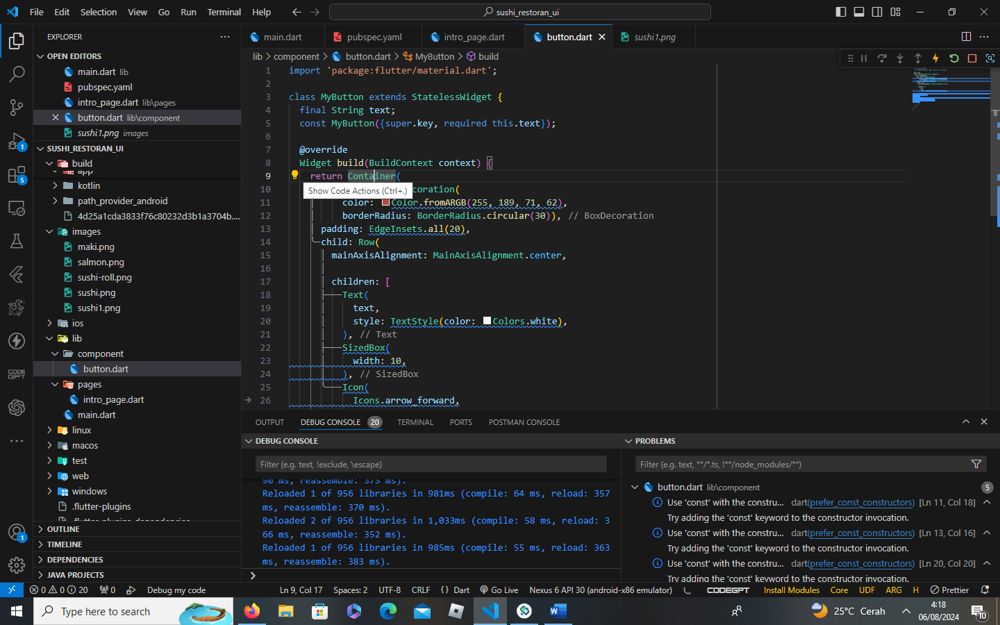 File Edit Selection View Go Run Terminal Help
sushi_restoran_ui
EXPLORER
OPEN EDITORS
main.dart lib
pubspec.yaml
intro_page.dart lib\pages
button.dart lib\component
sushi1.png images
SUSHI_RESTORAN_UI
build
app
kotlin
path_provider_android
4d25a1cda3833f76c80232d3b1a3704b....
images
maki.png
salmon.png
sushi-roll.png
sushi.png
sushi1.png
ios
lib
component
button.dart
pages
intro_page.dart
main.dart
linux
macos
test
web
windows
.flutter-plugins
.flutter-plugins-dependencies
OUTLINE
TIMELINE
DEPENDENCIES
JAVA PROJECTS
1
5
CODE
GPT
1
main.dart pubspec.yaml intro_page.dart button.dart sushi1.png
lib > component > button.dart > MyButton > build
1 import 'package:flutter/material.dart';
2
3 class MyButton extends StatelessWidget {
4 final String text;
5 const MyButton({super.key, required this.text});
6
7 @override
8 Widget build(BuildContext context) {
9 return Container(
Show Code Actions (Ctrl+.)
10 coration(
11 color: Color.fromARGB(255, 189, 71, 62),
12 borderRadius: BorderRadius.circular(30)), // BoxDecoration
13 padding: EdgeInsets.all(20),
14 child: Row(
15 mainAxisAlignment: MainAxisAlignment.center,
16
17 children: [
18 Text(
19 text,
20 style: TextStyle(color: Colors.white),
21 ), // Text
22 SizedBox(
23 width: 10,
24 ), // SizedBox
25 Icon(
26 Icons.arrow_forward,
OUTPUT DEBUG CONSOLE 20 TERMINAL PORTS POSTMAN CONSOLE
DEBUG CONSOLE
Filter (e.g. text, !exclude, \escape)
90 ms, reassemble: 375 ms).
Reloaded 1 of 956 libraries in 981ms (compile: 64 ms, reload: 357
ms, reassemble: 370 ms).
Reloaded 2 of 956 libraries in 1,033ms (compile: 58 ms, reload: 3
66 ms, reassemble: 352 ms).
Reloaded 1 of 956 libraries in 985ms (compile: 55 ms, reload: 363
ms, reassemble: 383 ms).
PROBLEMS
Filter (e.g. text, **/*.ts, !**/node_modules/**)
button.dart lib\component 5
Use 'const' with the constru... dart(prefer_const_constructors) [Ln 11, Col 18]
Try adding the 'const' keyword to the constructor invocation.
Use 'const' with the constru... dart(prefer_const_constructors) [Ln 13, Col 16]
Try adding the 'const' keyword to the constructor invocation.
Use 'const' with the constru... dart(prefer_const_constructors) [Ln 20, Col 20]
Try adding the 'const' keyword to the constructor invocation.
0 0 20 0 Debug my code Ln 9, Col 17 Spaces: 2 UTF-8 CRLF {} Dart Go Live Nexus 6 API 30 (android-x86 emulator) CODEGPT Install Modules Core UDF ARG H Prettier
Type here to search
25°C Cerah
4:18
06/08/2024
10